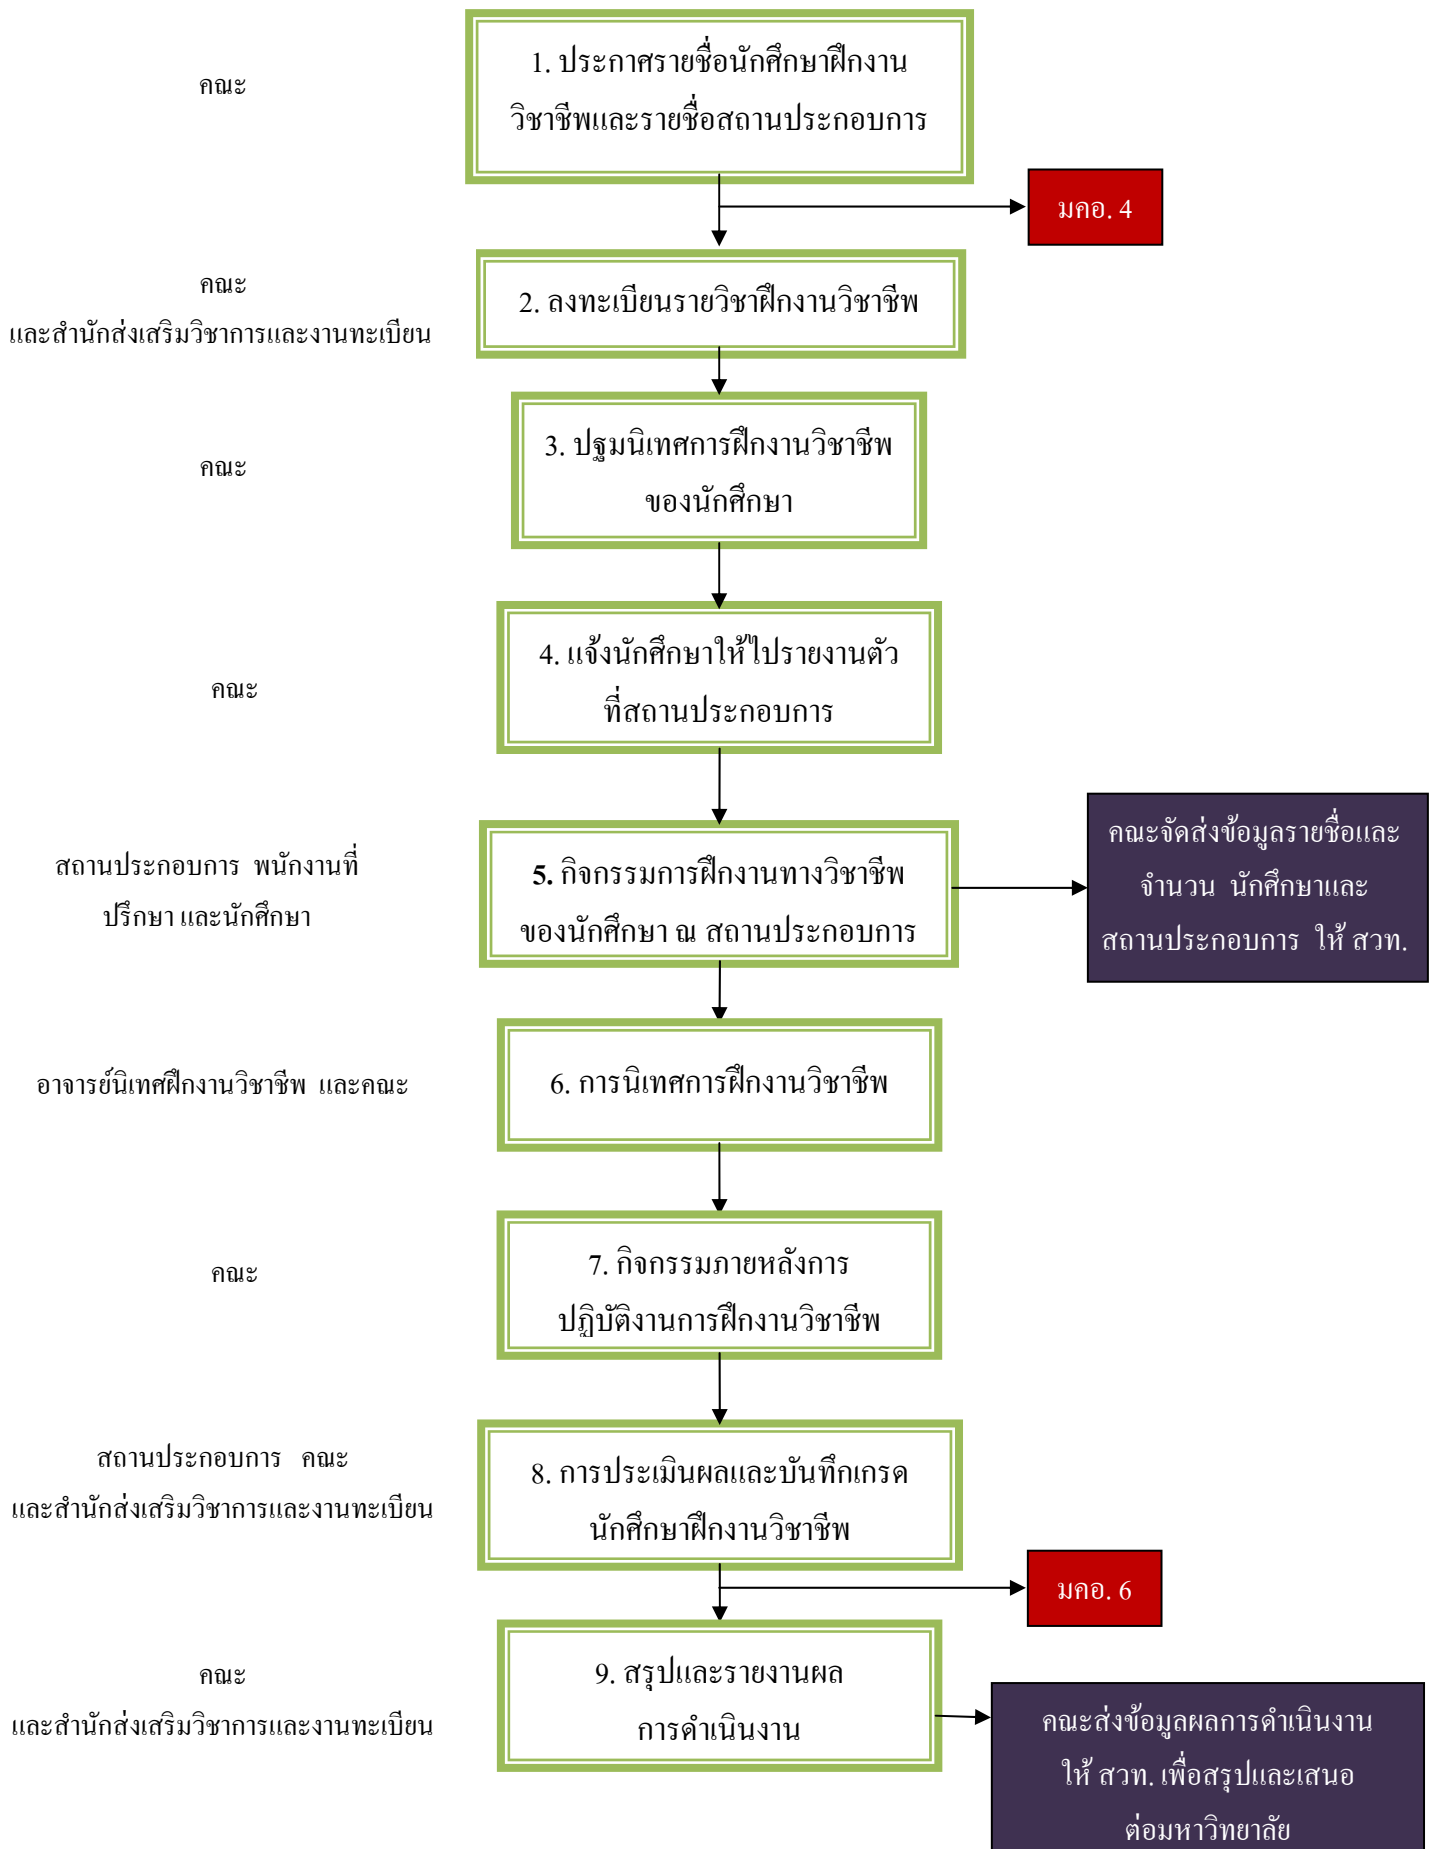 คณะ
1. ประกาศรายชื่อนักศึกษาฝึกงาน
วิชาชีพและรายชื่อสถานประกอบการ
มคอ. 4
คณะ
และสำนักส่งเสริมวิชาการและงานทะเบียน
2. ลงทะเบียนรายวิชาฝึกงานวิชาชีพ
คณะ
3. ปฐมนิเทศการฝึกงานวิชาชีพ
ของนักศึกษา
คณะ
4. แจ้งนักศึกษาให้ไปรายงานตัว
ที่สถานประกอบการ
สถานประกอบการ พนักงานที่
ปรึกษา และนักศึกษา
5. กิจกรรมการฝึกงานทางวิชาชีพ
ของนักศึกษา ณ สถานประกอบการ
คณะจัดส่งข้อมูลรายชื่อและ
จำนวน นักศึกษาและ
สถานประกอบการ ให้ สวท.
อาจารย์นิเทศฝึกงานวิชาชีพ และคณะ
6. การนิเทศการฝึกงานวิชาชีพ
คณะ
7. กิจกรรมภายหลังการ
ปฏิบัติงานการฝึกงานวิชาชีพ
สถานประกอบการ คณะ
และสำนักส่งเสริมวิชาการและงานทะเบียน
8. การประเมินผลและบันทึกเกรด
นักศึกษาฝึกงานวิชาชีพ
มคอ. 6
คณะ
และสำนักส่งเสริมวิชาการและงานทะเบียน
9. สรุปและรายงานผล
การดำเนินงาน
คณะส่งข้อมูลผลการดำเนินงาน
ให้ สวท. เพื่อสรุปและเสนอ
ต่อมหาวิทยาลัย